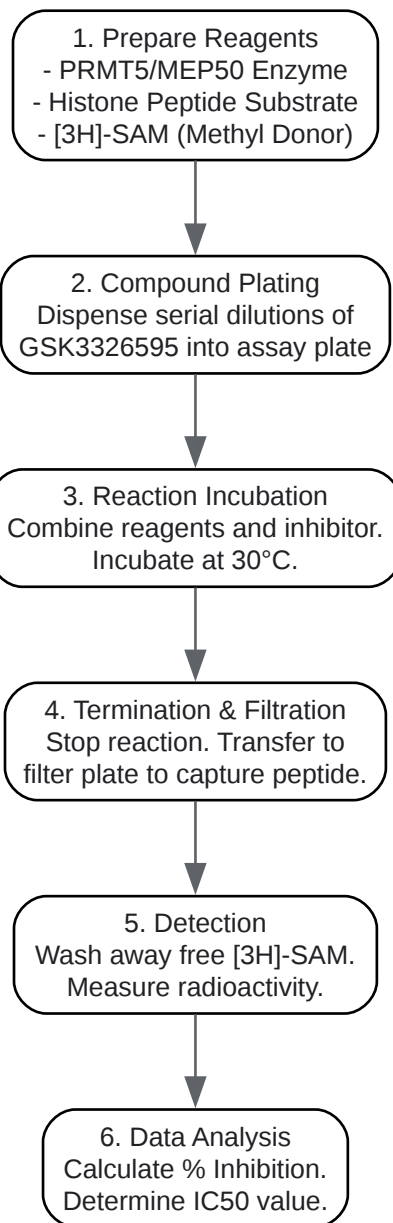 1. Prepare Reagents
- PRMT5/MEP50 Enzyme
- Histone Peptide Substrate
- [3H]-SAM (Methyl Donor)
2. Compound Plating
Dispense serial dilutions of
GSK3326595 into assay plate
3. Reaction Incubation
Combine reagents and inhibitor.
Incubate at 30°C.
4. Termination & Filtration
Stop reaction. Transfer to
filter plate to capture peptide.
5. Detection
Wash away free [3H]-SAM.
Measure radioactivity.
6. Data Analysis
Calculate % Inhibition.
Determine IC50 value.